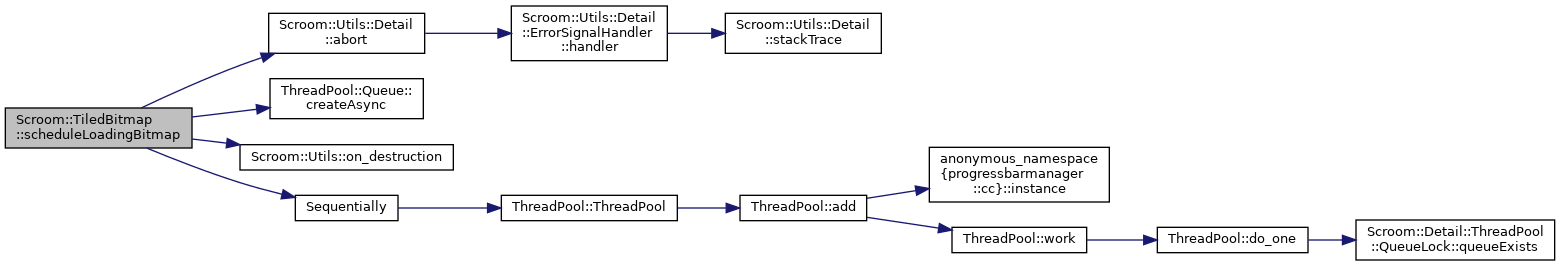 Scroom::TiledBitmap
::scheduleLoadingBitmap
Scroom::Utils::Detail
::abort
Scroom::Utils::Detail
::ErrorSignalHandler
::handler
Scroom::Utils::Detail
::stackTrace
ThreadPool::Queue::
createAsync
Scroom::Utils::on_destruction
Sequentially
ThreadPool::ThreadPool
ThreadPool::add
anonymous_namespace
{progressbarmanager
::cc}::instance
ThreadPool::work
ThreadPool::do_one
Scroom::Detail::ThreadPool
::QueueLock::queueExists